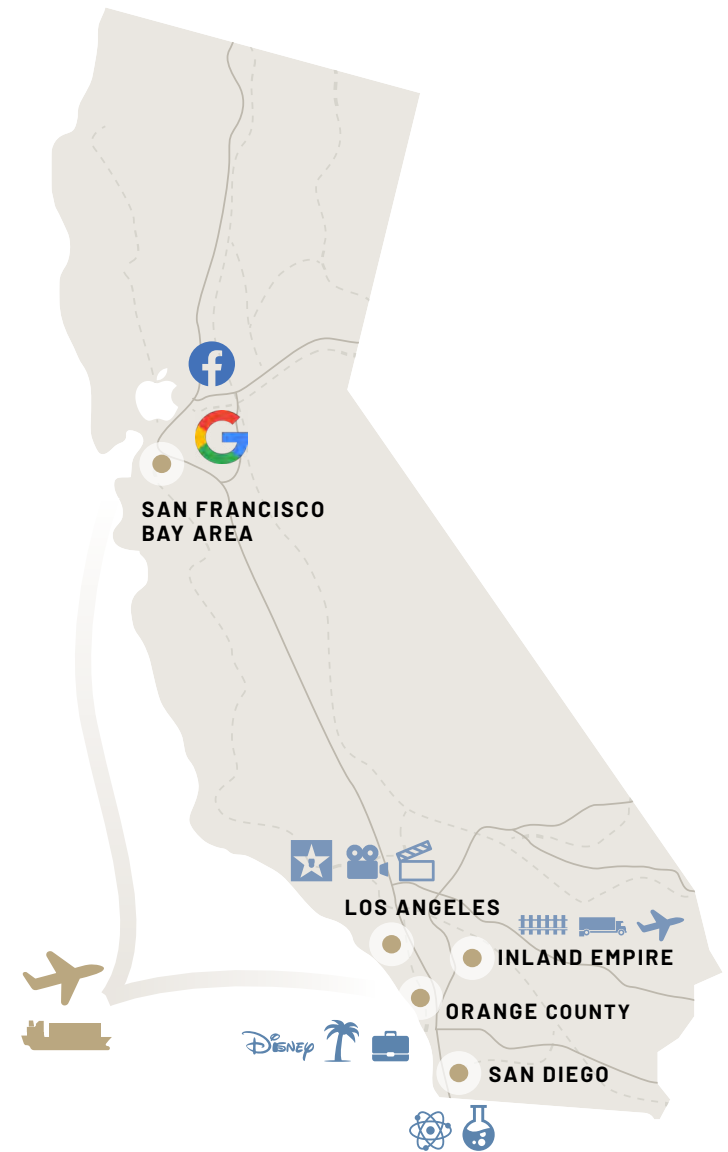 SAN FRANCISCO
BAY AREA
LOS ANGELES
INLAND EMPIRE
ORANGE COUNTY
Disney
SAN DIEGO